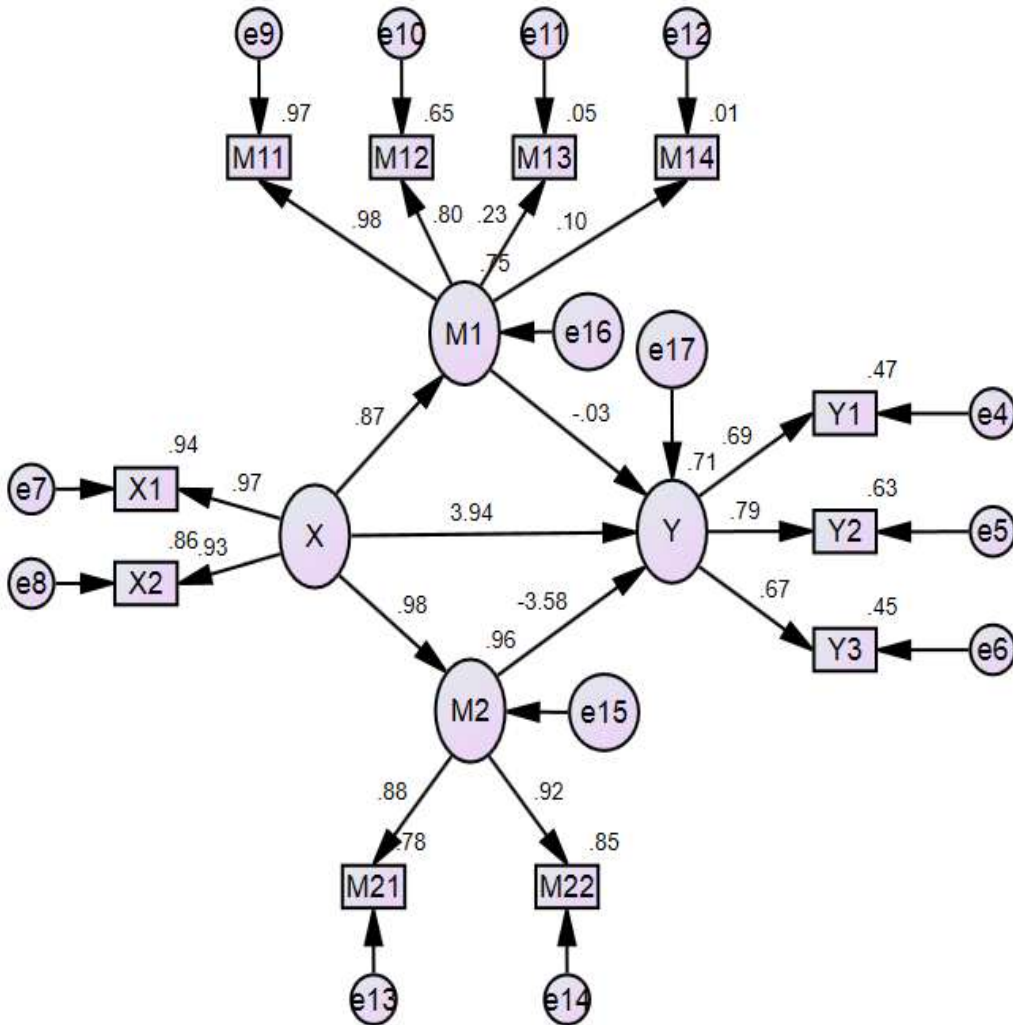 e9 e10 e11 e12
.97 .65 .05 .01
M11 M12 M13 M14
.98 .80 .23 .10
.75
M1 e16
e17
.47
-.03 Y1 e4
.87 .69
.94 .71
e7 X1 .97 .63
X 3.94 Y .79 Y2 e5
.86 .93
e8 X2 .98 -3.58 .67 .45
.96 Y3 e6
M2 e15
.88 .92
.78 .85
M21 M22
e13 e14